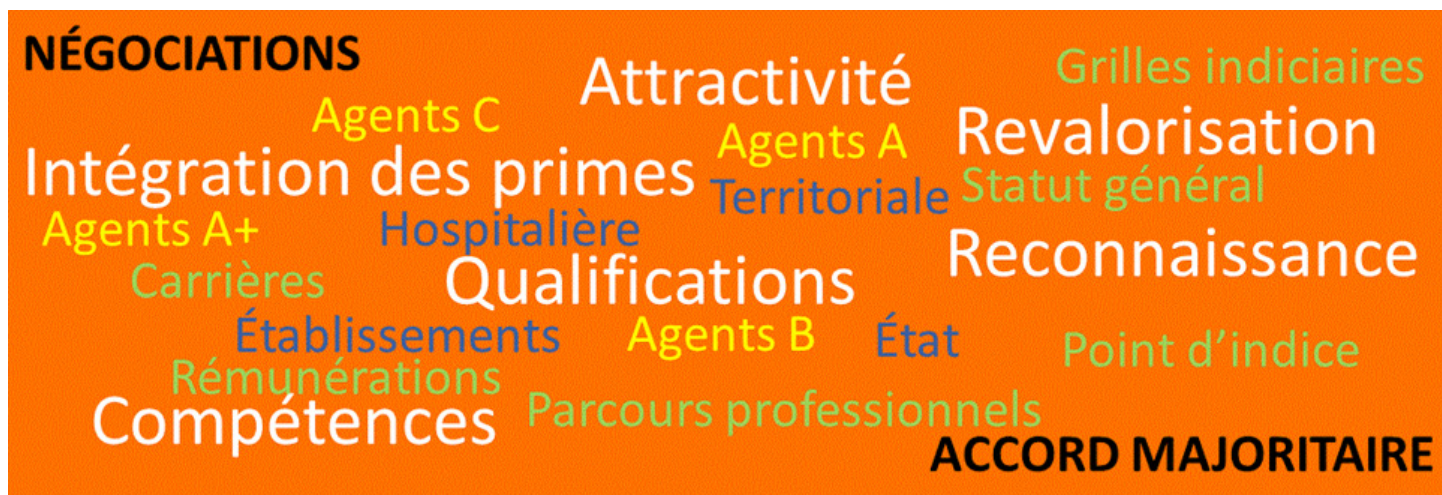 NÉGOCIATIONS
Attractivité
Grilles indiciaires
Agents C
Agents A
Revalorisation
Intégration des primes
Territoriale
Statut général
Agents A+
Hospitalière
Reconnaissance
Carrières
Qualifications
Établissements
Agents B
État
Point d’indice
Rémunérations
Compétences
Parcours professionnels
ACCORD MAJORITAIRE